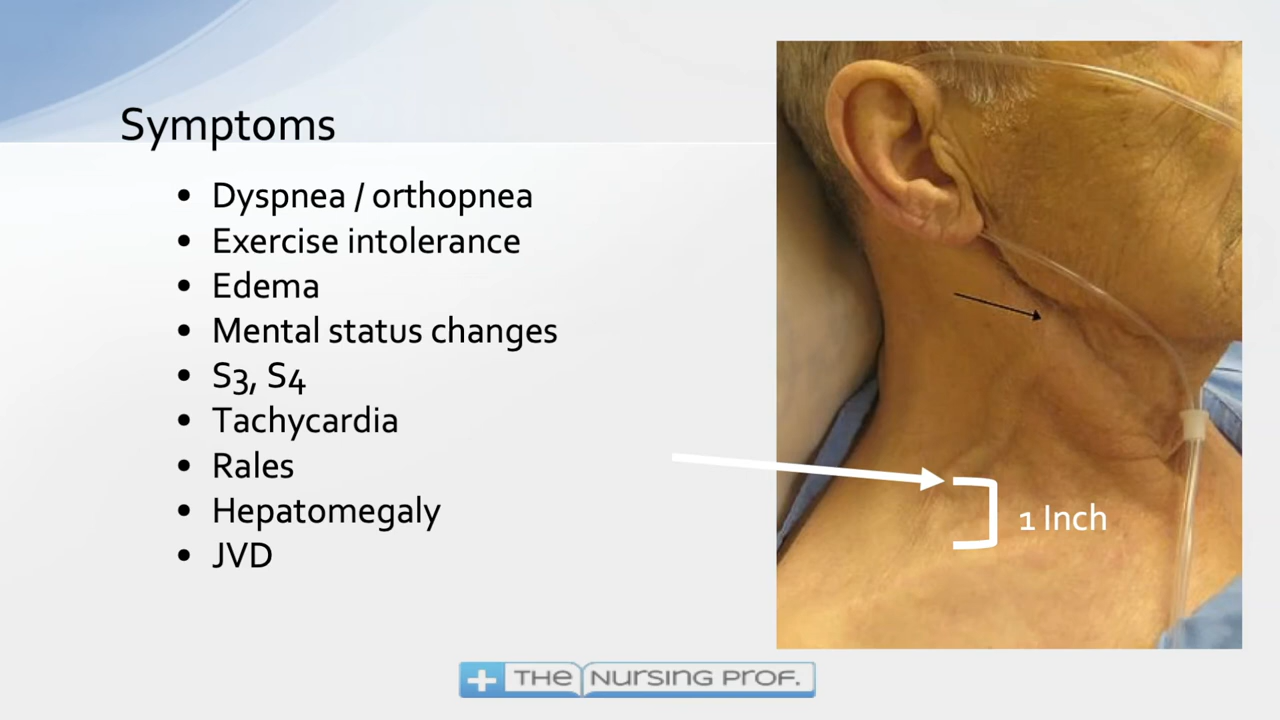 Symptoms
• Dyspnea / orthopnea
• Exercise intolerance
• Edema
• Mental status changes
• S3, S4
• Tachycardia
• Rales
• Hepatomegaly
• JVD
1 Inch
THE NURSING PROF.